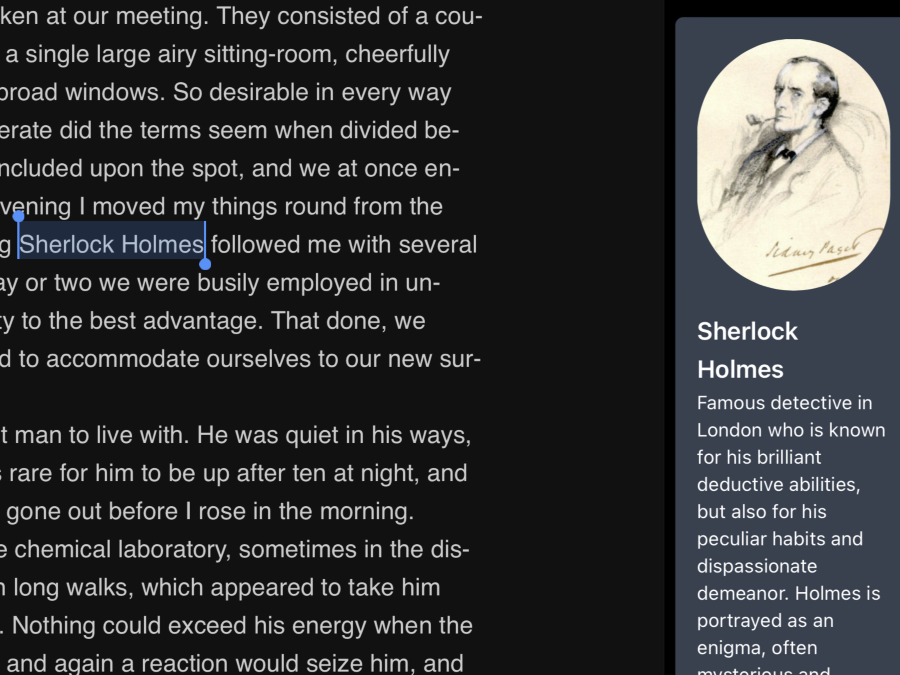 ken at our meeting. They consisted of a cou-
a single large airy sitting-room, cheerfully
broad windows. So desirable in every way
erate did the terms seem when divided be-
ncluded upon the spot, and we at once en-
vening I moved my things round from the
g Sherlock Holmes followed me with several
ay or two we were busily employed in un-
ty to the best advantage. That done, we
d to accommodate ourselves to our new sur-
t man to live with. He was quiet in his ways,
s rare for him to be up after ten at night, and
gone out before I rose in the morning.
e chemical laboratory, sometimes in the dis-
n long walks, which appeared to take him
. Nothing could exceed his energy when the
and again a reaction would seize him, and
Sidney Paget
Sherlock
Holmes
Famous detective in
London who is known
for his brilliant
deductive abilities,
but also for his
peculiar habits and
dispassionate
demeanor. Holmes is
portrayed as an
enigma, often
mysterious and